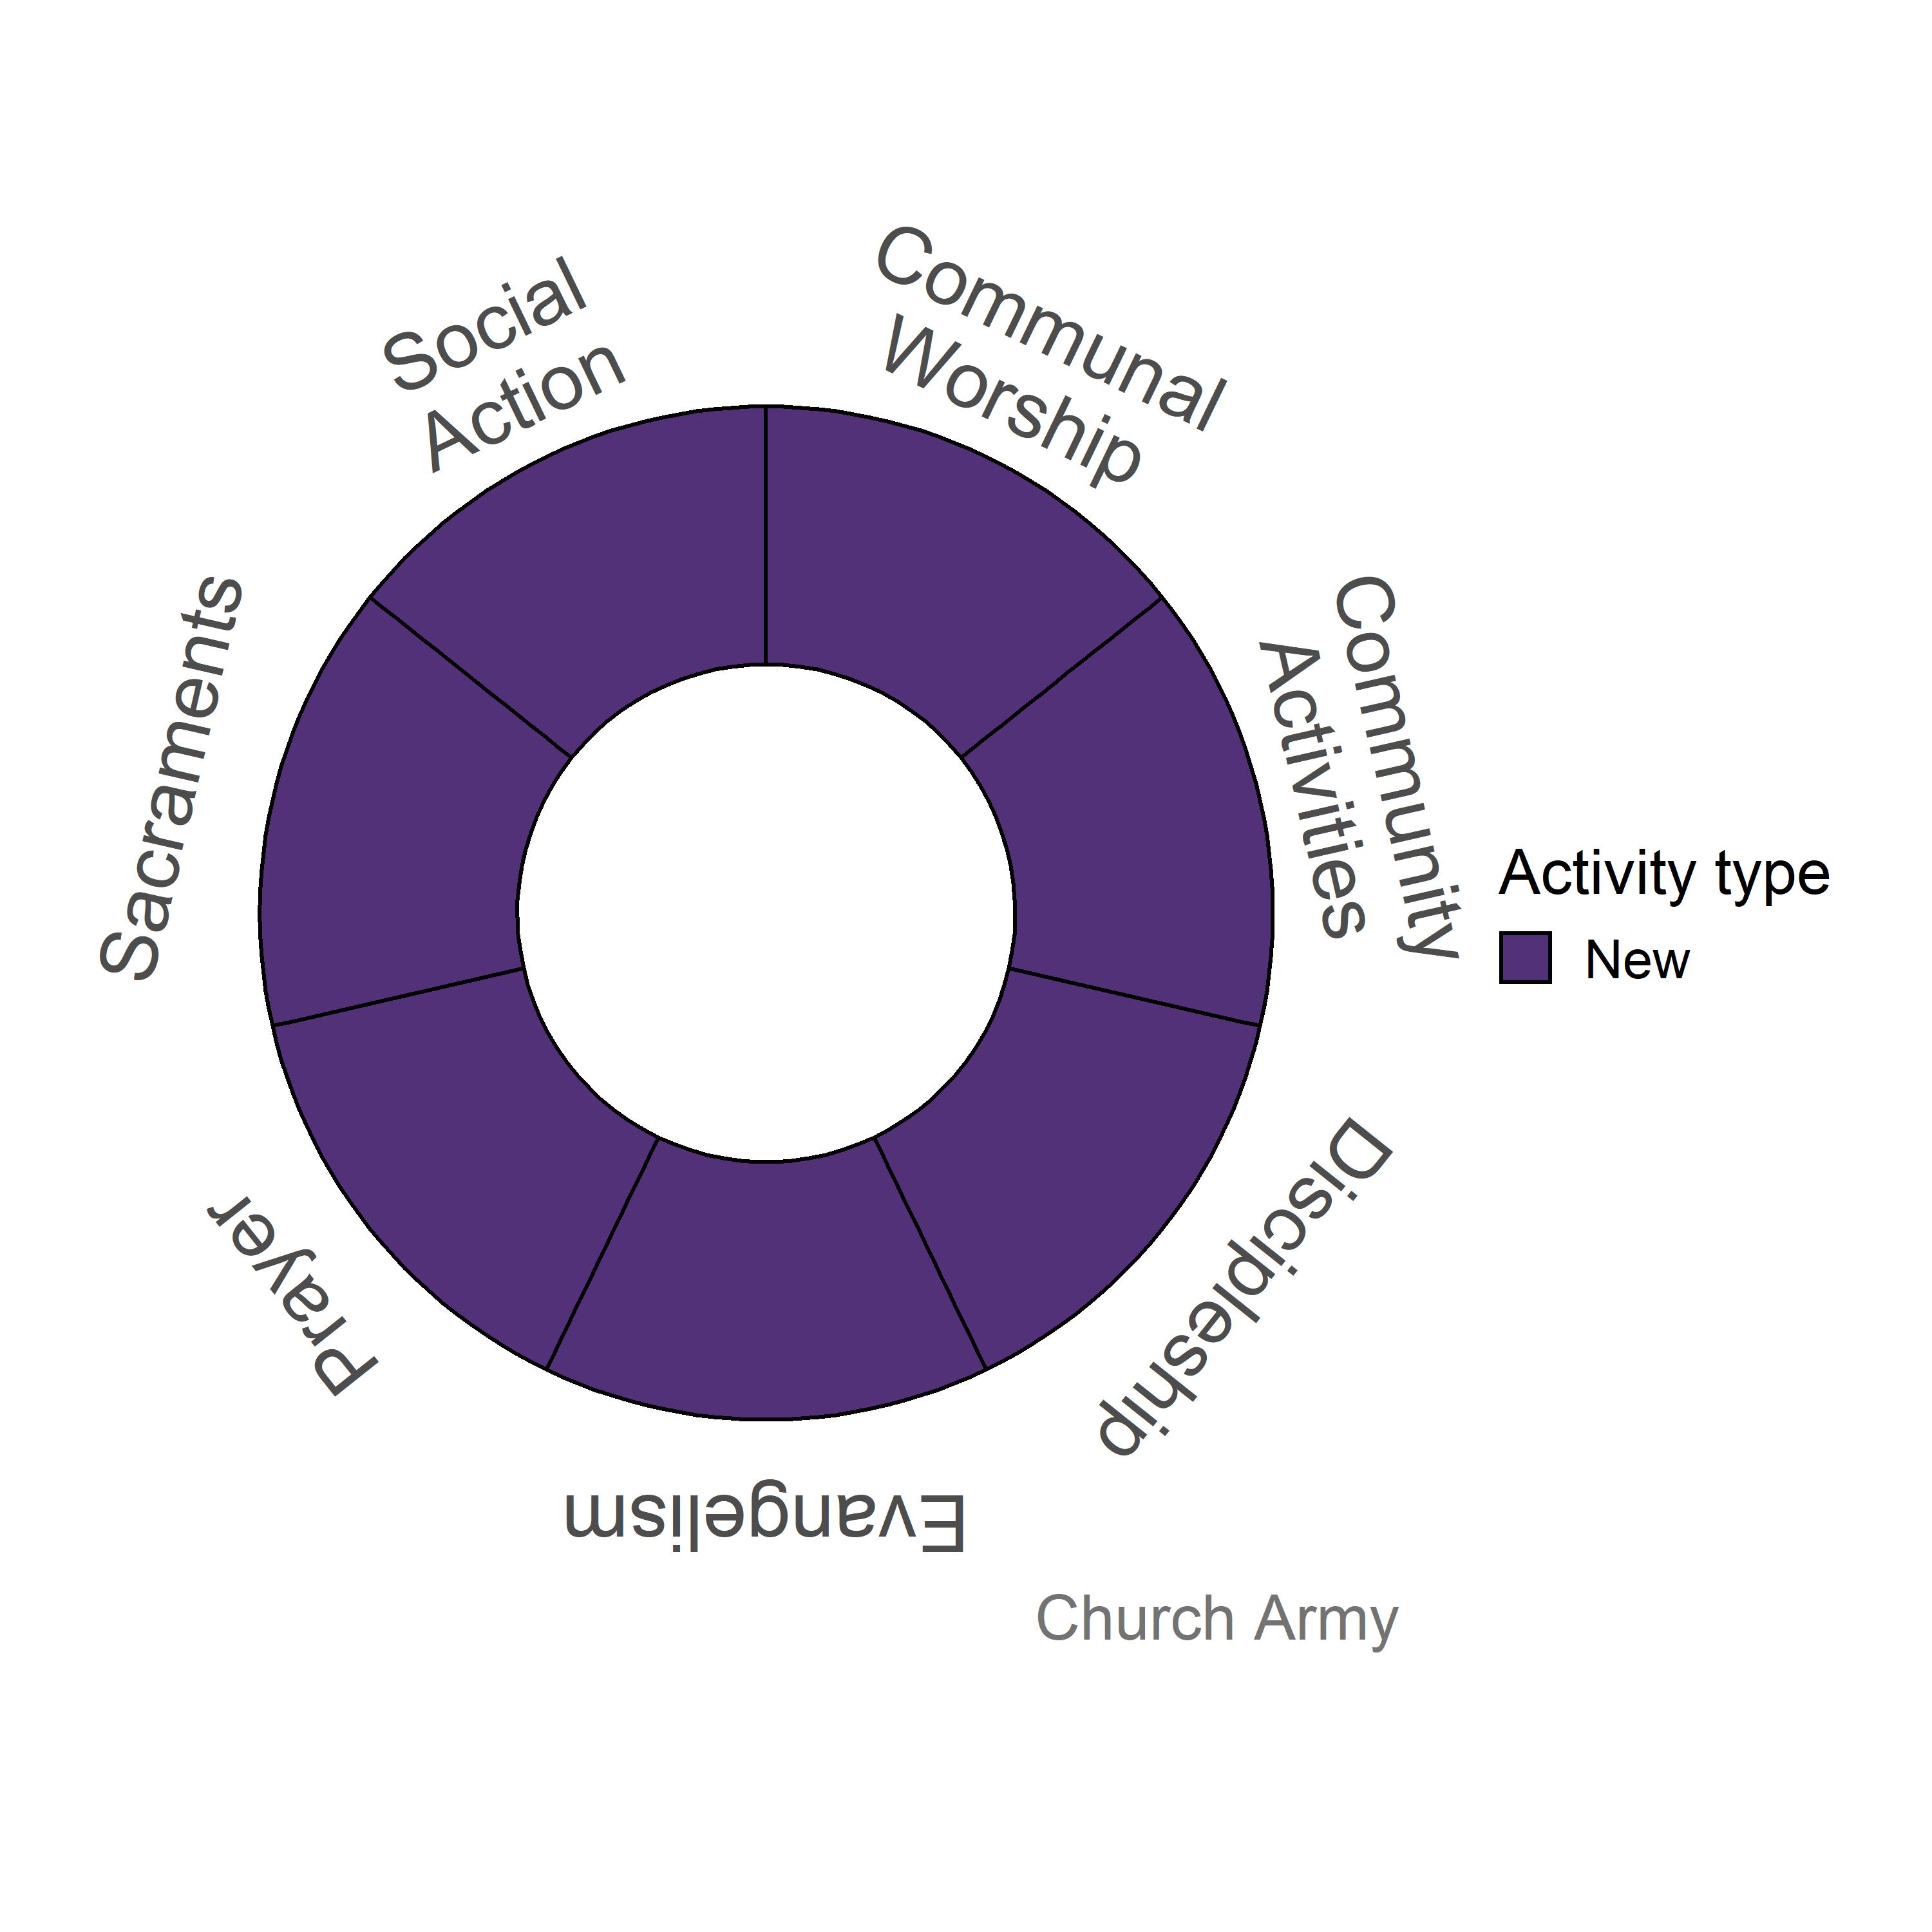 Communal
Worship
Community
Activities
Discipleship
Evangelism
Prayer
Sacraments
Social
Action
Activity type
New
Church Army